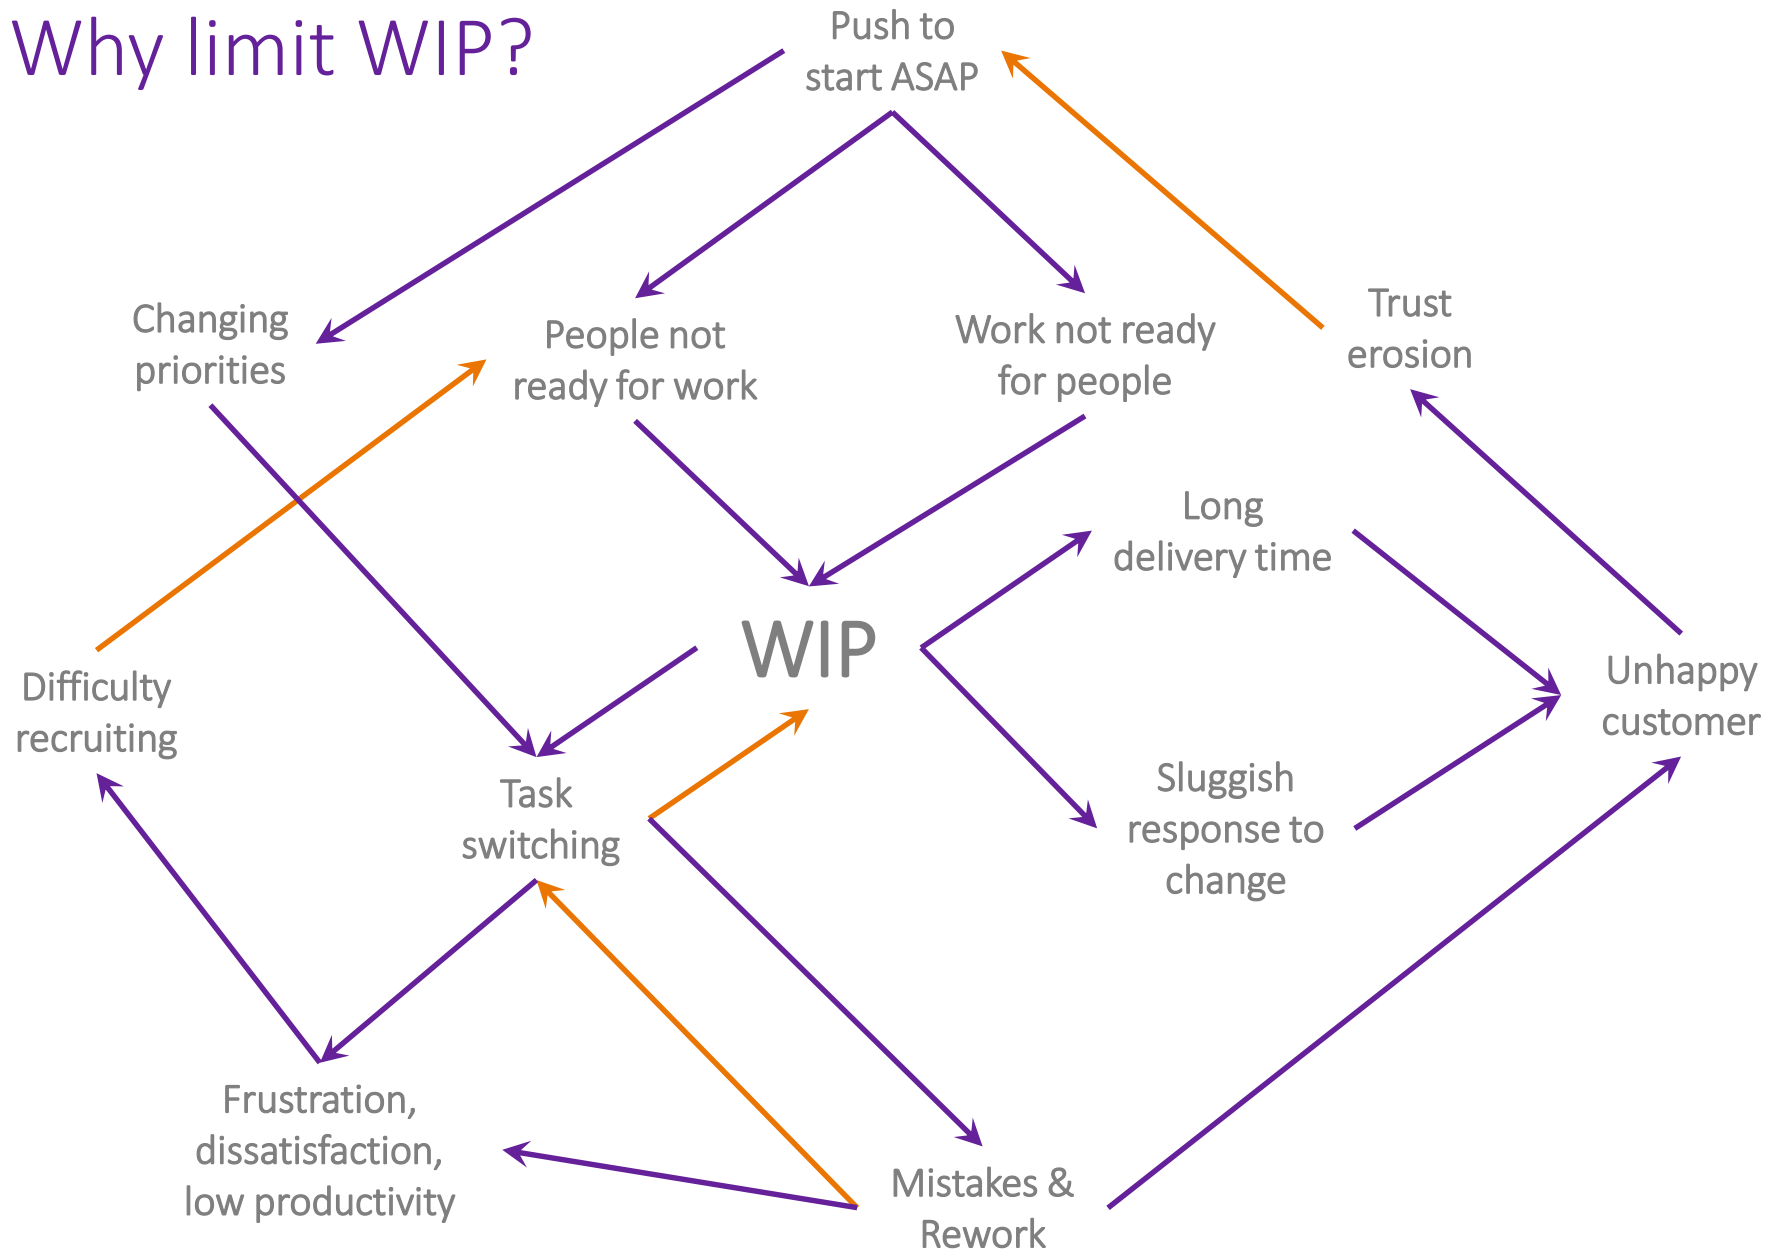 Why limit WIP?
Push to
start ASAP
Changing
priorities
People not
ready for work
Work not ready
for people
Trust
erosion
Long
delivery time
WIP
Unhappy
customer
Difficulty
recruiting
Task
switching
Sluggish
response to
change
Frustration,
dissatisfaction,
low productivity
Mistakes &
Rework